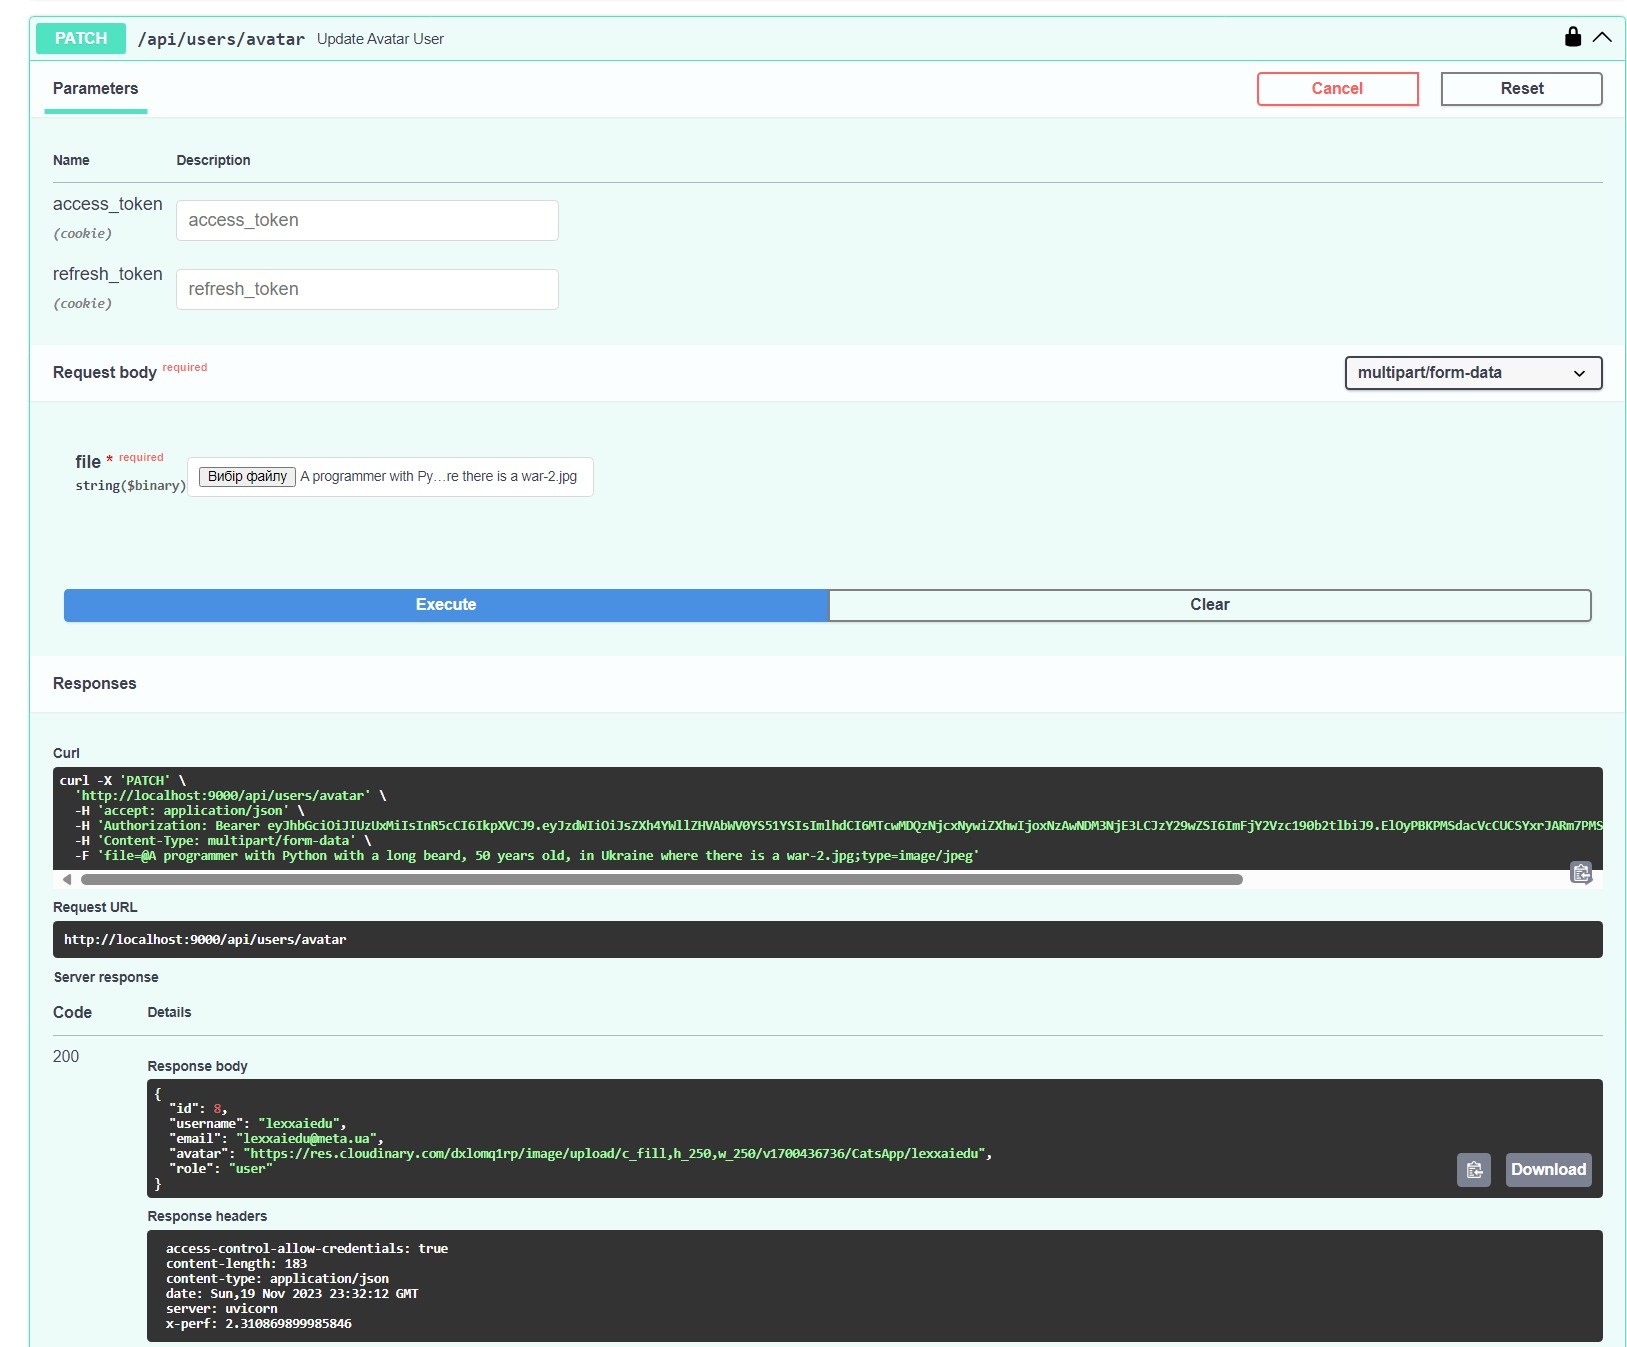 PATCH /api/users/avatar Update Avatar User
Parameters
Cancel
Reset
Name Description
access_token
(cookie)
access_token
refresh_token
(cookie)
refresh_token
Request body required
multipart/form-data
file * required
string($binary)
Вибір файлу A programmer with Py...re there is a war-2.jpg
Execute
Clear
Responses
Curl
curl -X 'PATCH' \
'http://localhost:9000/api/users/avatar' \
-H 'accept: application/json' \
-H 'Authorization: Bearer eyJhbGciOiJIUzUxMiIsInR5cCI6IkpXVCJ9.eyJzdWIiOiJsZXh4YWllZHVAbWV0YS51YSIsImlhdCI6MTcwMDQzNjcxNywiZXhwIjoxNzAwNDM3NjE3LCJzY29wZSI6ImFjY2Vzc190b2tlbiJ9.ElOyPBKPMSdacVcCUCSYxrJARm7PMS
-H 'Content-Type: multipart/form-data' \
-F 'file=@A programmer with Python with a long beard, 50 years old, in Ukraine where there is a war-2.jpg;type=image/jpeg'
Request URL
http://localhost:9000/api/users/avatar
Server response
Code Details
200
Response body
{
"id": 8,
"username": "lexxaiedu",
"email": "lexxaiedu@meta.ua",
"avatar": "https://res.cloudinary.com/dxlomq1rp/image/upload/c_fill,h_250,w_250/v1700436736/CatsApp/lexxaiedu",
"role": "user"
}
Download
Response headers
access-control-allow-credentials: true
content-length: 183
content-type: application/json
date: Sun,19 Nov 2023 23:32:12 GMT
server: uvicorn
x-perf: 2.310869899985846